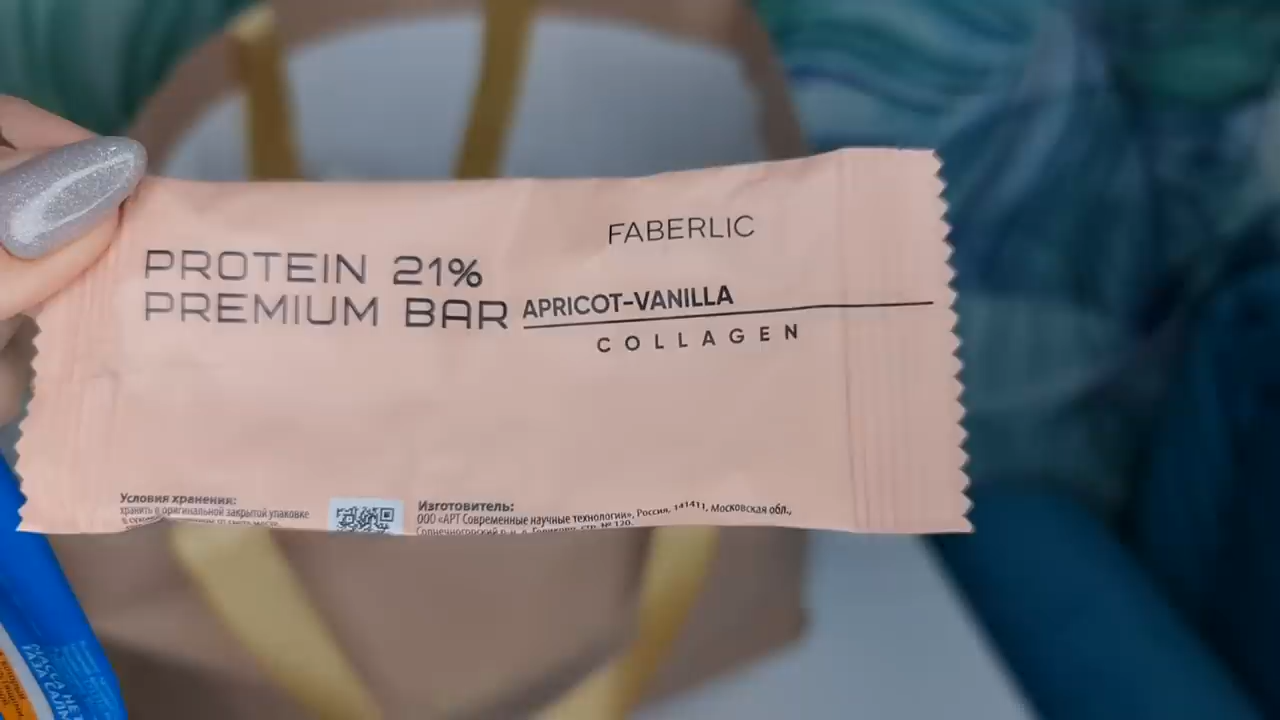 FABERLIC
PROTEIN 21%
PREMIUM BAR
APRICOT-VANILLA
COLLAGEN
Условия хранения:
хранить в оригинальной закрытой упаковке
Изготовитель:
ООО «АРТ Современные научные технологии», Россия, 141411, Московская обл.,
Солнечногорский р-н, д.